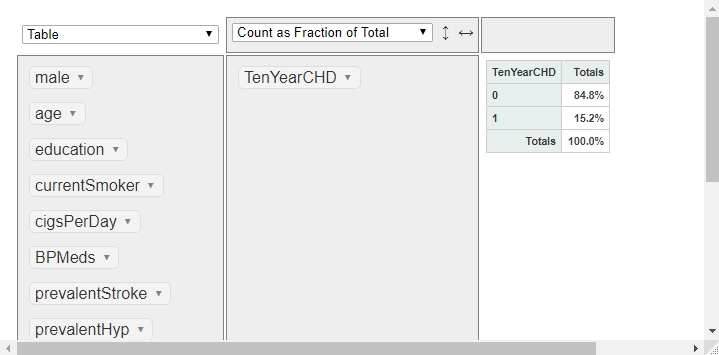 Table
Count as Fraction of Total ↕ ↔
male
age
education
currentSmoker
cigsPerDay
BPMeds
prevalentStroke
prevalentHyp
TenYearCHD
TenYearCHD Totals
0 84.8%
1 15.2%
Totals 100.0%